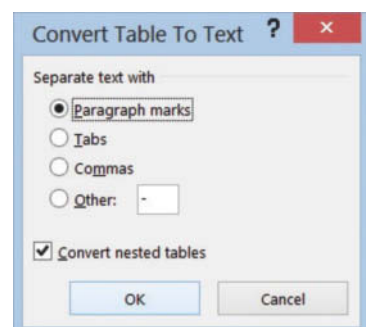 Convert Table To Text ? ×
Separate text with
Paragraph marks
Tabs
Commas
Other: -
Convert nested tables
OK Cancel